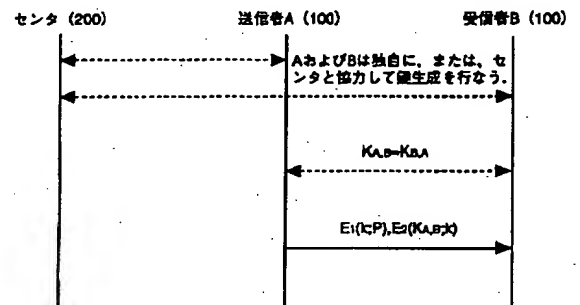 センタ (200)
送信者A (100)
受信者B (100)
AおよびBは独自に、または、セ
ンタと協力して鍵生成を行なう.
KA,B=KB,A
E1(k;P),E2(KA,B;k)